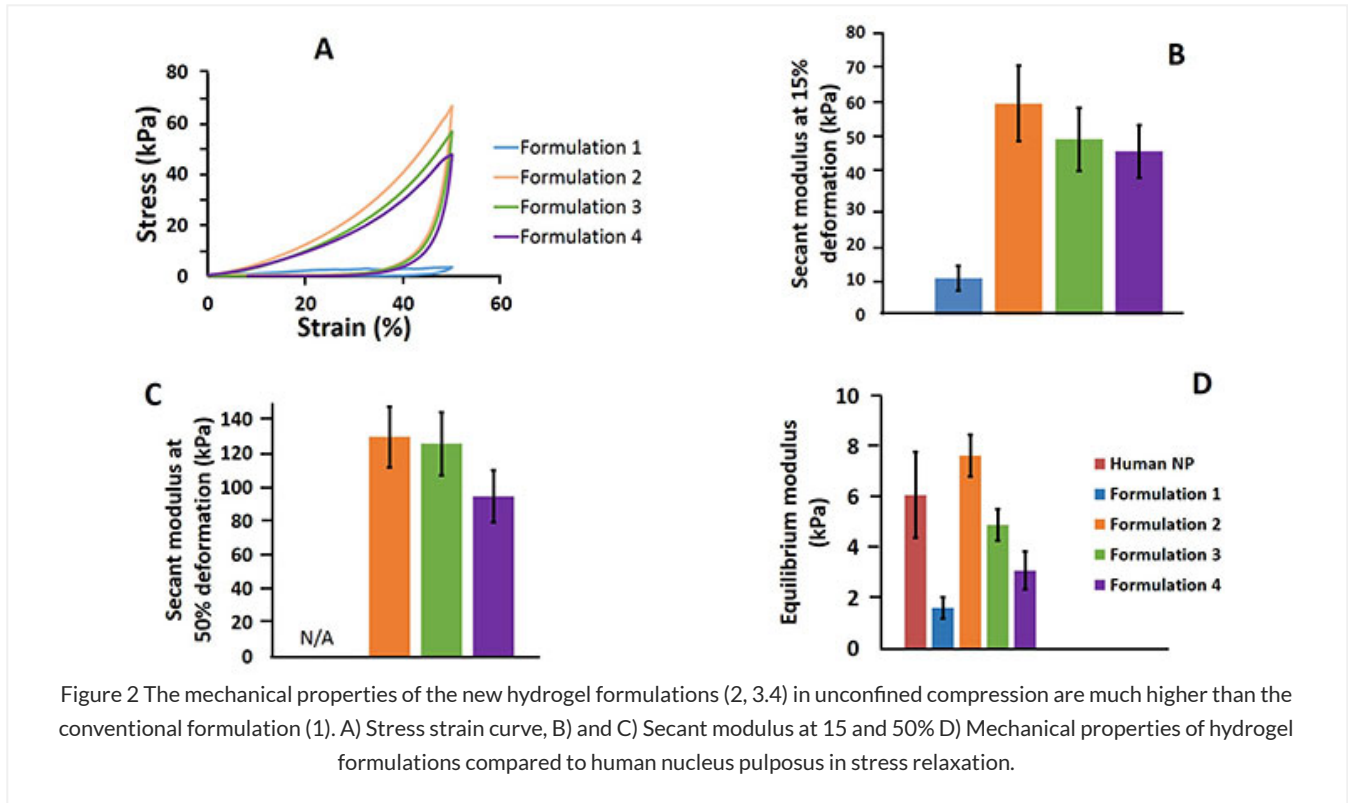 A
80
60
40
20
0
Stress (kPa)
0 20 40 60
Strain (%)
Formulation 1
Formulation 2
Formulation 3
Formulation 4
B
80
70
60
50
40
30
20
10
0
Secant modulus at 15%
deformation (kPa)
C
140
120
100
80
60
40
20
0
Secant modulus at
50% deformation (kPa)
N/A
D
10
8
6
4
2
0
Equilibrium modulus
(kPa)
Human NP
Formulation 1
Formulation 2
Formulation 3
Formulation 4
Figure 2 The mechanical properties of the new hydrogel formulations (2, 3.4) in unconfined compression are much higher than the
conventional formulation (1). A) Stress strain curve, B) and C) Secant modulus at 15 and 50% D) Mechanical properties of hydrogel
formulations compared to human nucleus pulposus in stress relaxation.